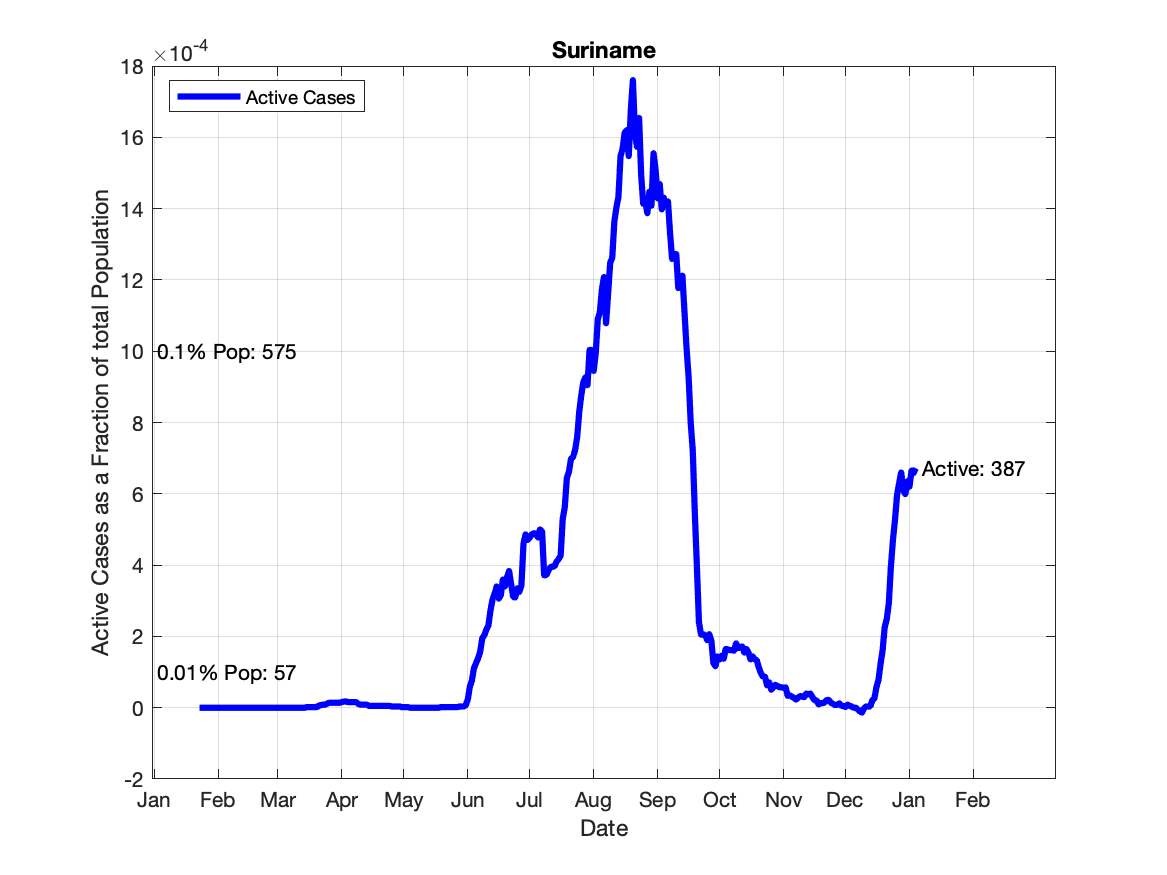 Suriname
×10-4
Active Cases
18
16
14
12
10
8
6
4
2
0
-2
0.1% Pop: 575
0.01% Pop: 57
Active: 387
Active Cases as a Fraction of total Population
Jan Feb Mar Apr May Jun Jul Aug Sep Oct Nov Dec Jan Feb
Date